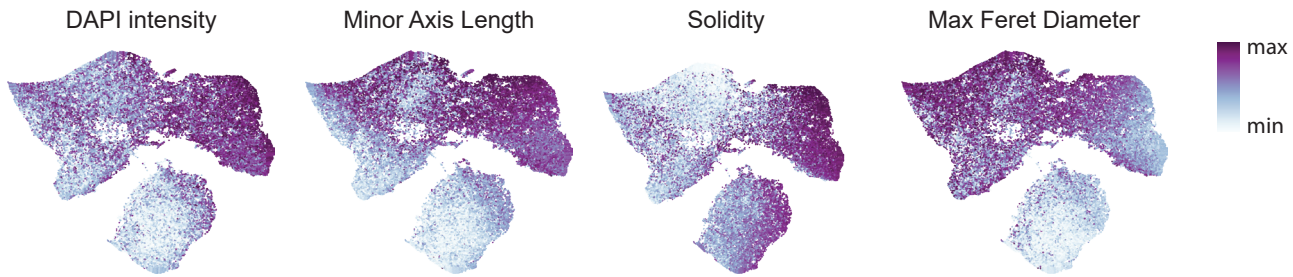 DAPI intensity
Minor Axis Length
Solidity
Max Feret Diameter
max
min